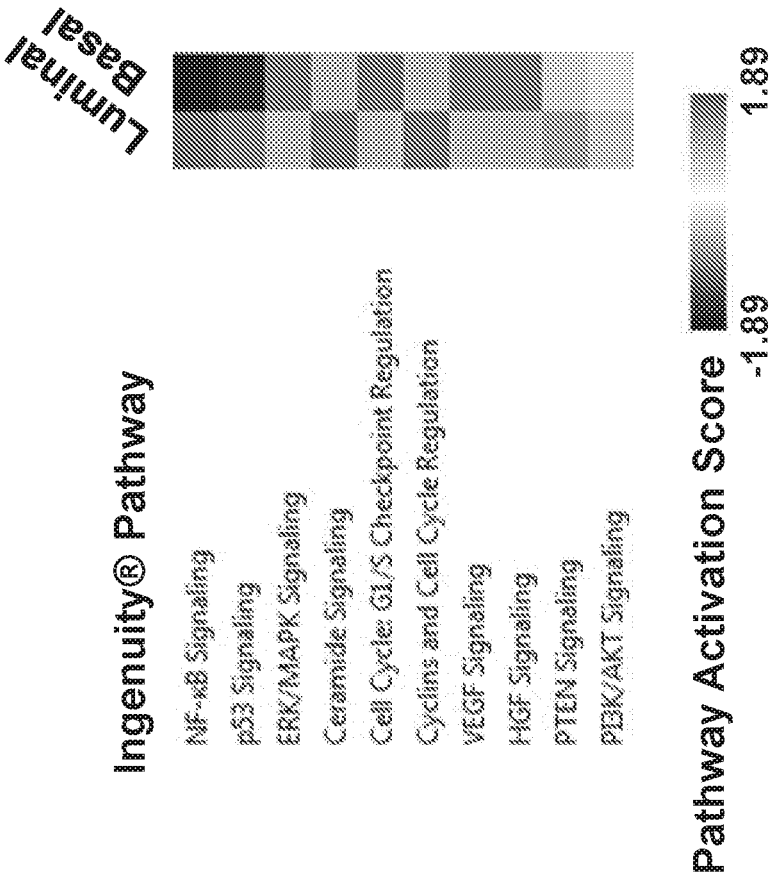 Luminal
Basal
Ingenuity® Pathway
NF-κB Signaling
p53 Signaling
ERK/MAPK Signaling
Ceramide Signaling
Cell Cycle: G1/S Checkpoint Regulation
Cyclins and Cell Cycle Regulation
VEGF Signaling
HGF Signaling
PTEN Signaling
PI3K/AKT Signaling
Pathway Activation Score
-1.89
1.89